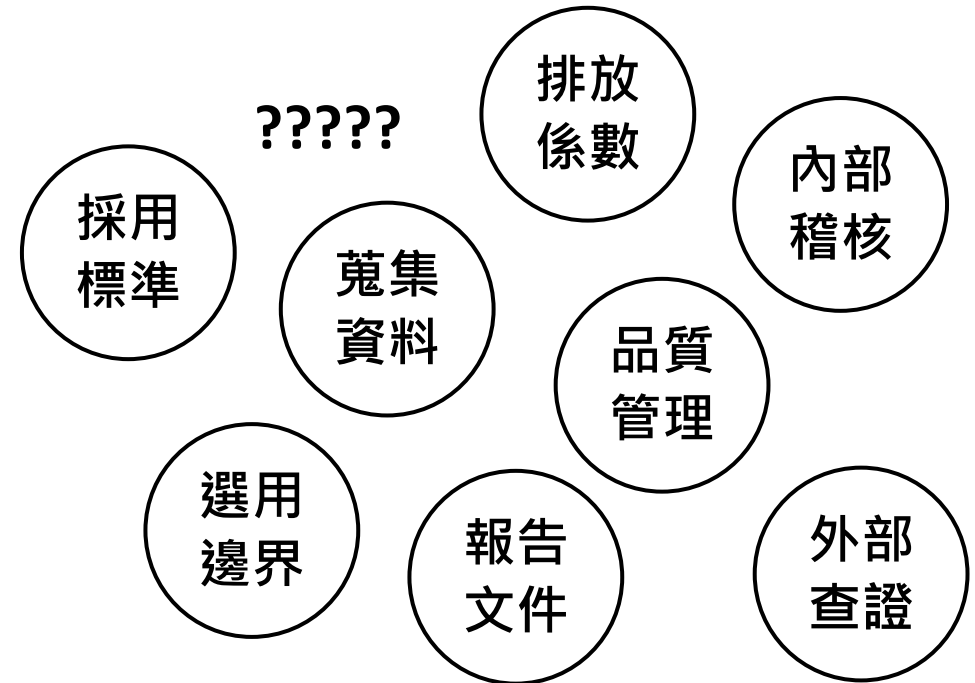 ?????
採用
標準
蒐集
資料
排放
係數
內部
稽核
品質
管理
選用
邊界
報告
文件
外部
查證